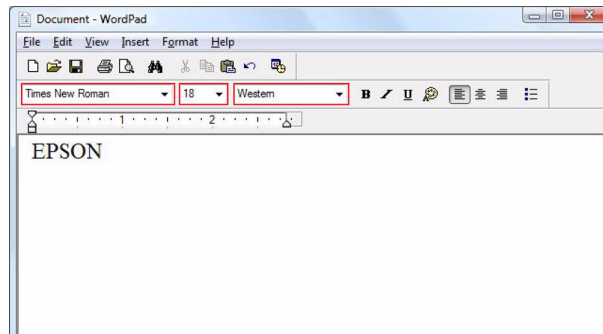 Document - WordPad
File Edit View Insert Format Help
Times New Roman 18 Western B / U
1 2
EPSON